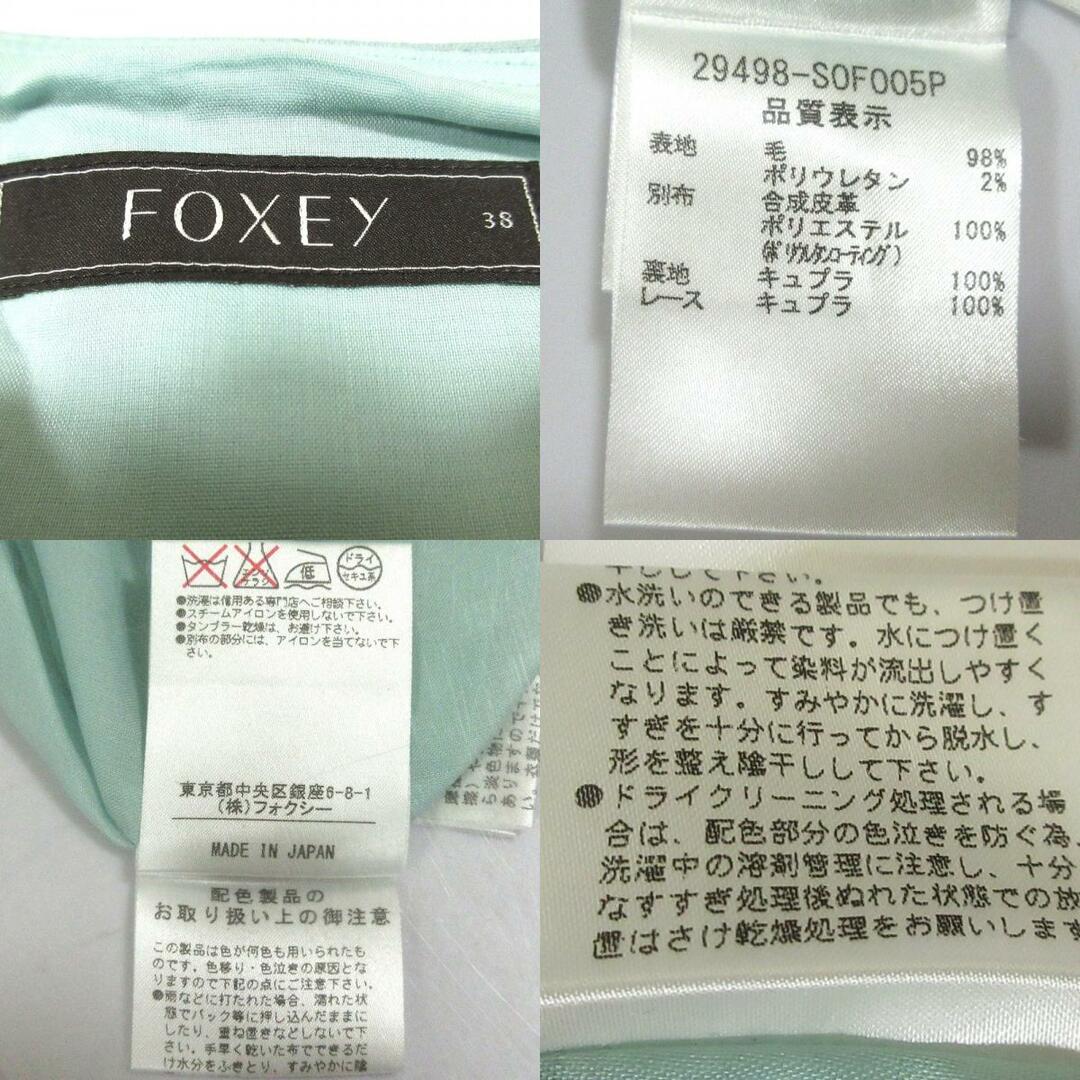 FOXEY 38
29498-SOF005P
品質表示
表地 毛 98%
ポリウレタン 2%
別布 合成皮革
ポリエステル 100%
(ポリウレタンコーティング)
裏地 キュプラ 100%
レース キュプラ 100%
エンソ
テラシ
低
ドライ
セキユ系
●洗濯は信用ある専門店へご相談下さい。
●スチームアイロンを使用しないで下さい。
●タンブラー乾燥は、お避け下さい。
●別布の部分には、アイロンを当てないで下
さい。
東京都中央区銀座6-8-1
(株)フォクシー
MADE IN JAPAN
配色製品の
お取り扱い上の御注意
この製品は色が何色も用いられたも
のです。色移り・色泣きの原因とな
りますので下記の点にご注意下さい。
●雨などに打たれた場合、濡れた状
態でバック等に押し込んだままに
したり、重ね置きなどしないで下
さい。手早く乾いた布でできるだ
け水分をふきとり、すみやかに陰
干しして下さい。
●水洗いのできる製品でも、つけ置
き洗いは厳禁です。水につけ置く
ことによって染料が流出しやすく
なります。すみやかに洗濯し、す
すぎを十分に行ってから脱水し、
形を整え陰干しして下さい。
●ドライクリーニング処理される場
合は、配色部分の色泣きを防ぐ為、
洗濯中の溶剤管理に注意し、十分
なすすぎ処理後ぬれた状態での放
置はさけ乾燥処理をお願いします